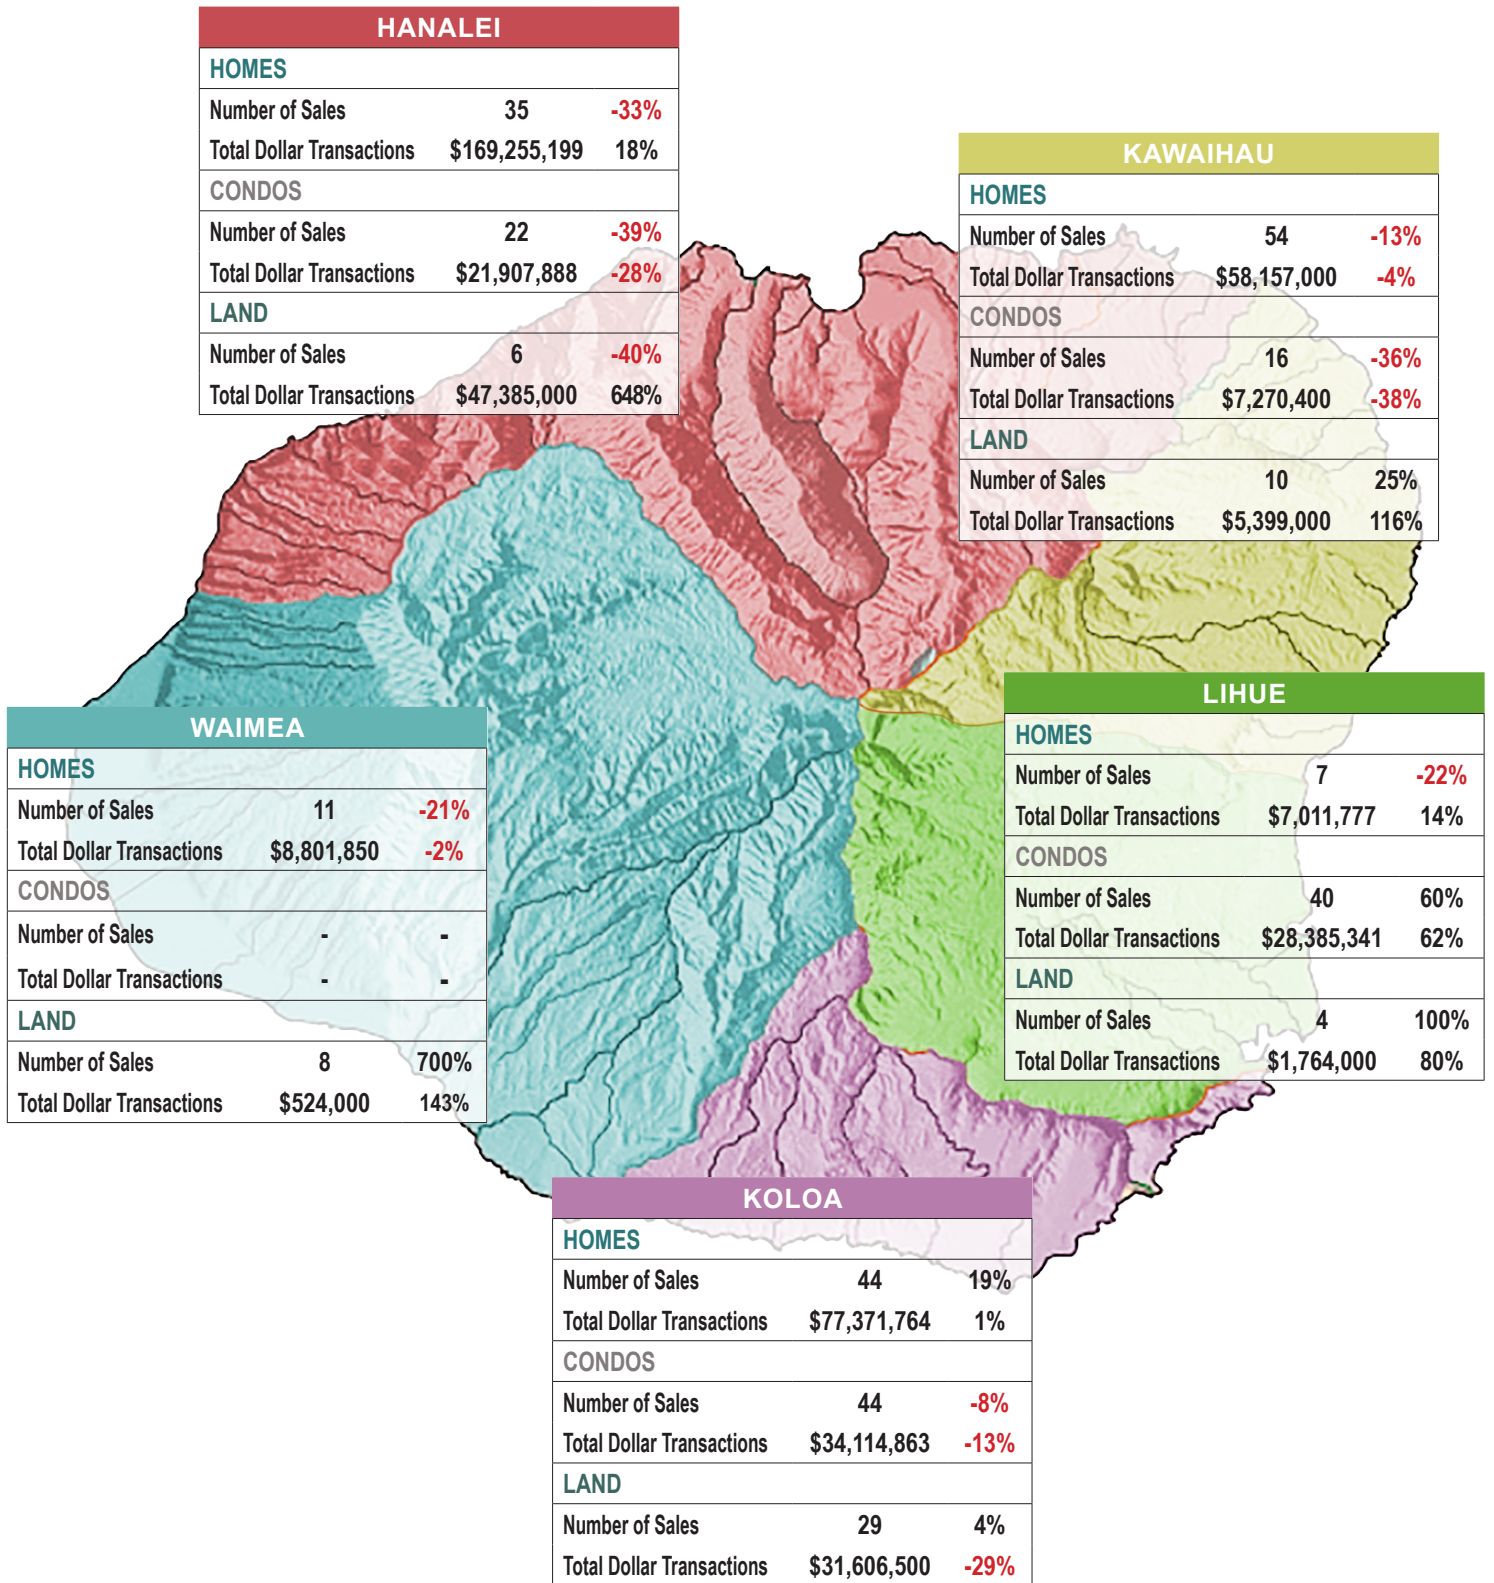 HANALEI
HOMES
Number of Sales 35 -33%
Total Dollar Transactions $169,255,199 18%
CONDOS
Number of Sales 22 -39%
Total Dollar Transactions $21,907,888 -28%
LAND
Number of Sales 6 -40%
Total Dollar Transactions $47,385,000 648%
KAWAIHAU
HOMES
Number of Sales 54 -13%
Total Dollar Transactions $58,157,000 -4%
CONDOS
Number of Sales 16 -36%
Total Dollar Transactions $7,270,400 -38%
LAND
Number of Sales 10 25%
Total Dollar Transactions $5,399,000 116%
WAIMEA
HOMES
Number of Sales 11 -21%
Total Dollar Transactions $8,801,850 -2%
CONDOS
Number of Sales - -
Total Dollar Transactions - -
LAND
Number of Sales 8 700%
Total Dollar Transactions $524,000 143%
LIHUE
HOMES
Number of Sales 7 -22%
Total Dollar Transactions $7,011,777 14%
CONDOS
Number of Sales 40 60%
Total Dollar Transactions $28,385,341 62%
LAND
Number of Sales 4 100%
Total Dollar Transactions $1,764,000 80%
KOLOA
HOMES
Number of Sales 44 19%
Total Dollar Transactions $77,371,764 1%
CONDOS
Number of Sales 44 -8%
Total Dollar Transactions $34,114,863 -13%
LAND
Number of Sales 29 4%
Total Dollar Transactions $31,606,500 -29%